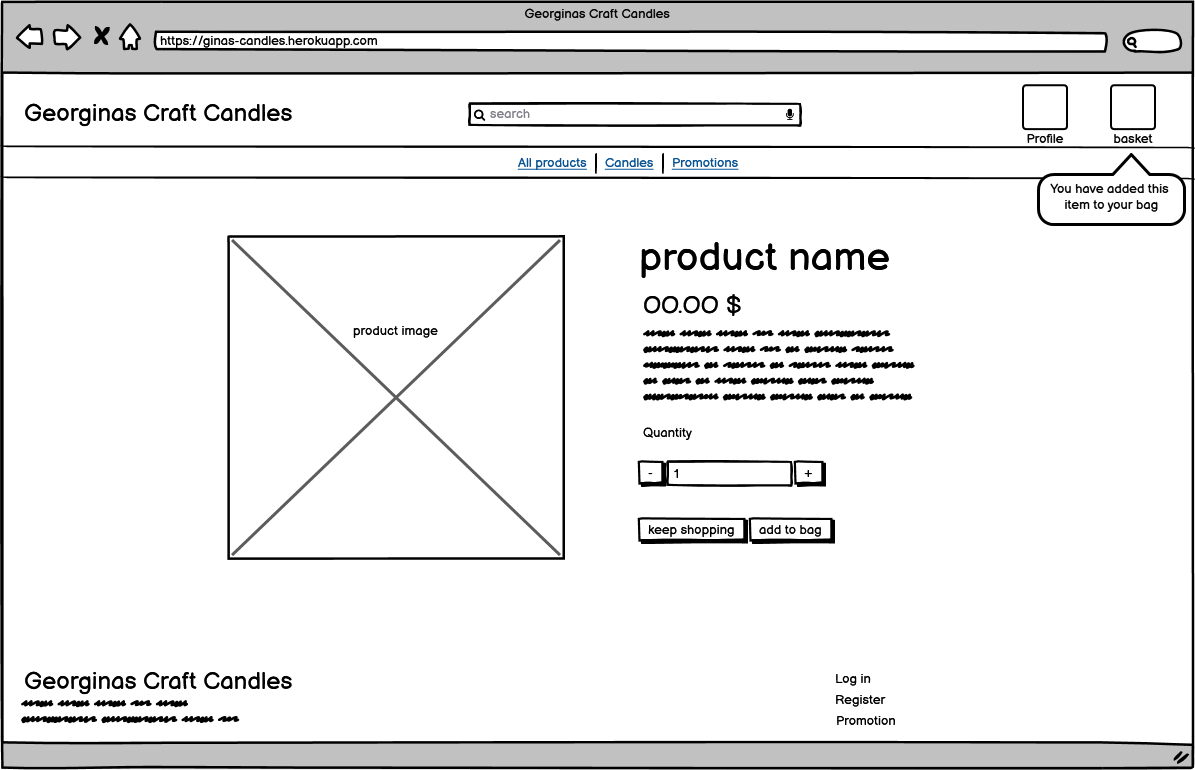 Georginas Craft Candles
https://ginas-candles.herokuapp.com
Georginas Craft Candles
search
Profile
basket
All products
Candles
Promotions
You have added this
item to your bag
product name
00.00 $
product image
Quantity
-
1
+
keep shopping
add to bag
Georginas Craft Candles
Log in
Register
Promotion